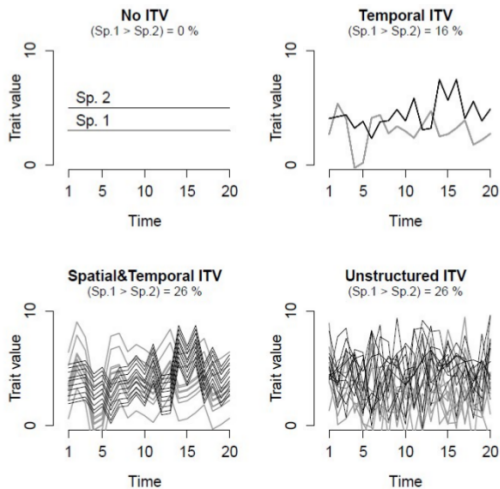 No ITV
(Sp.1 > Sp.2) = 0 %
Trait value
10
0
Sp. 2
Sp. 1
1 5 10 15 20
Time
Temporal ITV
(Sp.1 > Sp.2) = 16 %
Trait value
10
0
1 5 10 15 20
Time
Spatial&Temporal ITV
(Sp.1 > Sp.2) = 26 %
Trait value
10
0
1 5 10 15 20
Time
Unstructured ITV
(Sp.1 > Sp.2) = 26 %
Trait value
10
0
1 5 10 15 20
Time